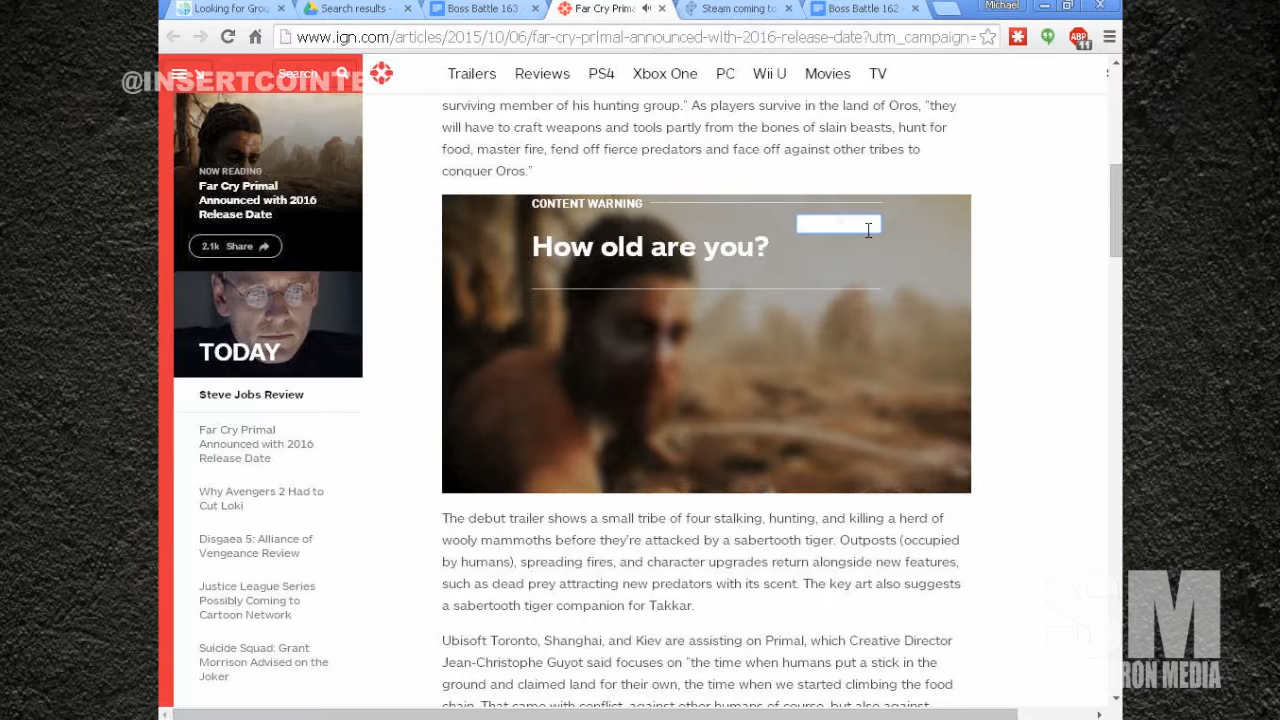 Looking for Grou
Search results -
Boss Battle 163 -
Far Cry Prima
Steam coming to
Boss Battle 162 -
Michael
www.ign.com/articles/2015/10/06/far-cry-primal-announced-with-2016-release-date?utm_campaign=
ABP
11
@INSERTCOINTE
Search
Trailers
Reviews
PS4
Xbox One
PC
Wii U
Movies
TV
NOW READING
Far Cry Primal
Announced with 2016
Release Date
2.1k Share
TODAY
Steve Jobs Review
Far Cry Primal
Announced with 2016
Release Date
Why Avengers 2 Had to
Cut Loki
Disgaea 5: Alliance of
Vengeance Review
Justice League Series
Possibly Coming to
Cartoon Network
Suicide Squad: Grant
Morrison Advised on the
Joker
surviving member of his hunting group." As players survive in the land of Oros, "they
will have to craft weapons and tools partly from the bones of slain beasts, hunt for
food, master fire, fend off fierce predators and face off against other tribes to
conquer Oros."
CONTENT WARNING
How old are you?
The debut trailer shows a small tribe of four stalking, hunting, and killing a herd of
wooly mammoths before they're attacked by a sabertooth tiger. Outposts (occupied
by humans), spreading fires, and character upgrades return alongside new features,
such as dead prey attracting new predators with its scent. The key art also suggests
a sabertooth tiger companion for Takkar.
Ubisoft Toronto, Shanghai, and Kiev are assisting on Primal, which Creative Director
Jean-Christophe Guyot said focuses on "the time when humans put a stick in the
ground and claimed land for their own, the time when we started climbing the food
chain. That came with conflict, against other humans of course, but also against
SM
RON MEDIA